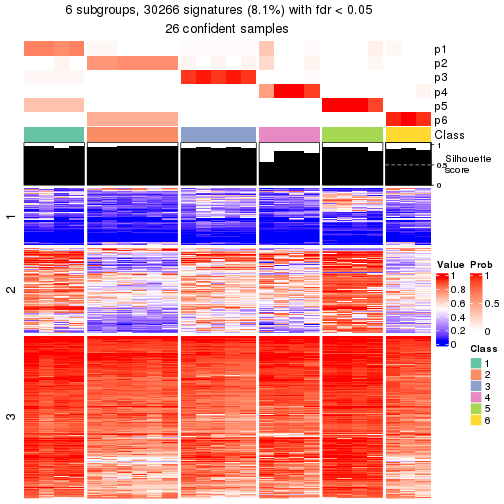 6 subgroups, 30266 signatures (8.1%) with fdr < 0.05
26 confident samples
p1
p2
p3
p4
p5
p6
Class
1
0.5
0
Silhouette
score
1
2
3
Value
1
0.8
0.6
0.4
0.2
0
Prob
1
0.5
0
Class
1
2
3
4
5
6